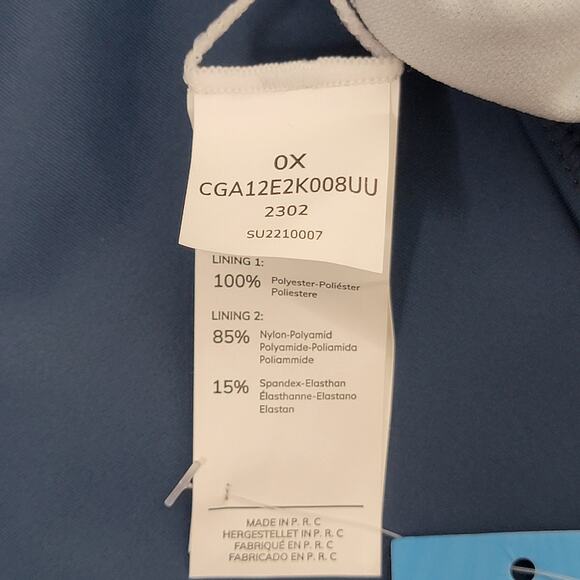 0X
CGA12E2K008UU
2302
SU2210007
LINING 1:
100% Polyester-Poliéster
Poliestere
LINING 2:
85% Nylon-Polyamid
Polyamide-Poliamida
Poliammide
15% Spandex-Elasthan
Élasthanne-Elastano
Elastan
MADE IN P. R. C
HERGESTELLET IN P. R. C
FABRIQUÉ EN P. R. C
FABRICADO EN P. R. C